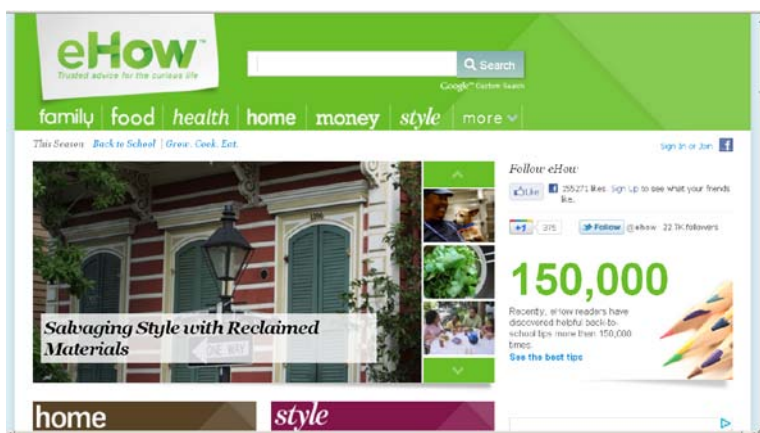 eHow™
Trusted advice for the curious life
Search
Google™ Custom Search
family food health home money style more
This Season Back to School | Grow. Cook. Eat.
Sign In or Join
Follow eHow
Like 255271 likes. Sign Up to see what your friends
like.
+1 375 Follow @ehow 22.1K followers
150,000
Recently, eHow readers have
discovered helpful back-to-
school tips more than 150,000
times.
See the best tips
1206
ONE WAY
Salvaging Style with Reclaimed
Materials
home
style